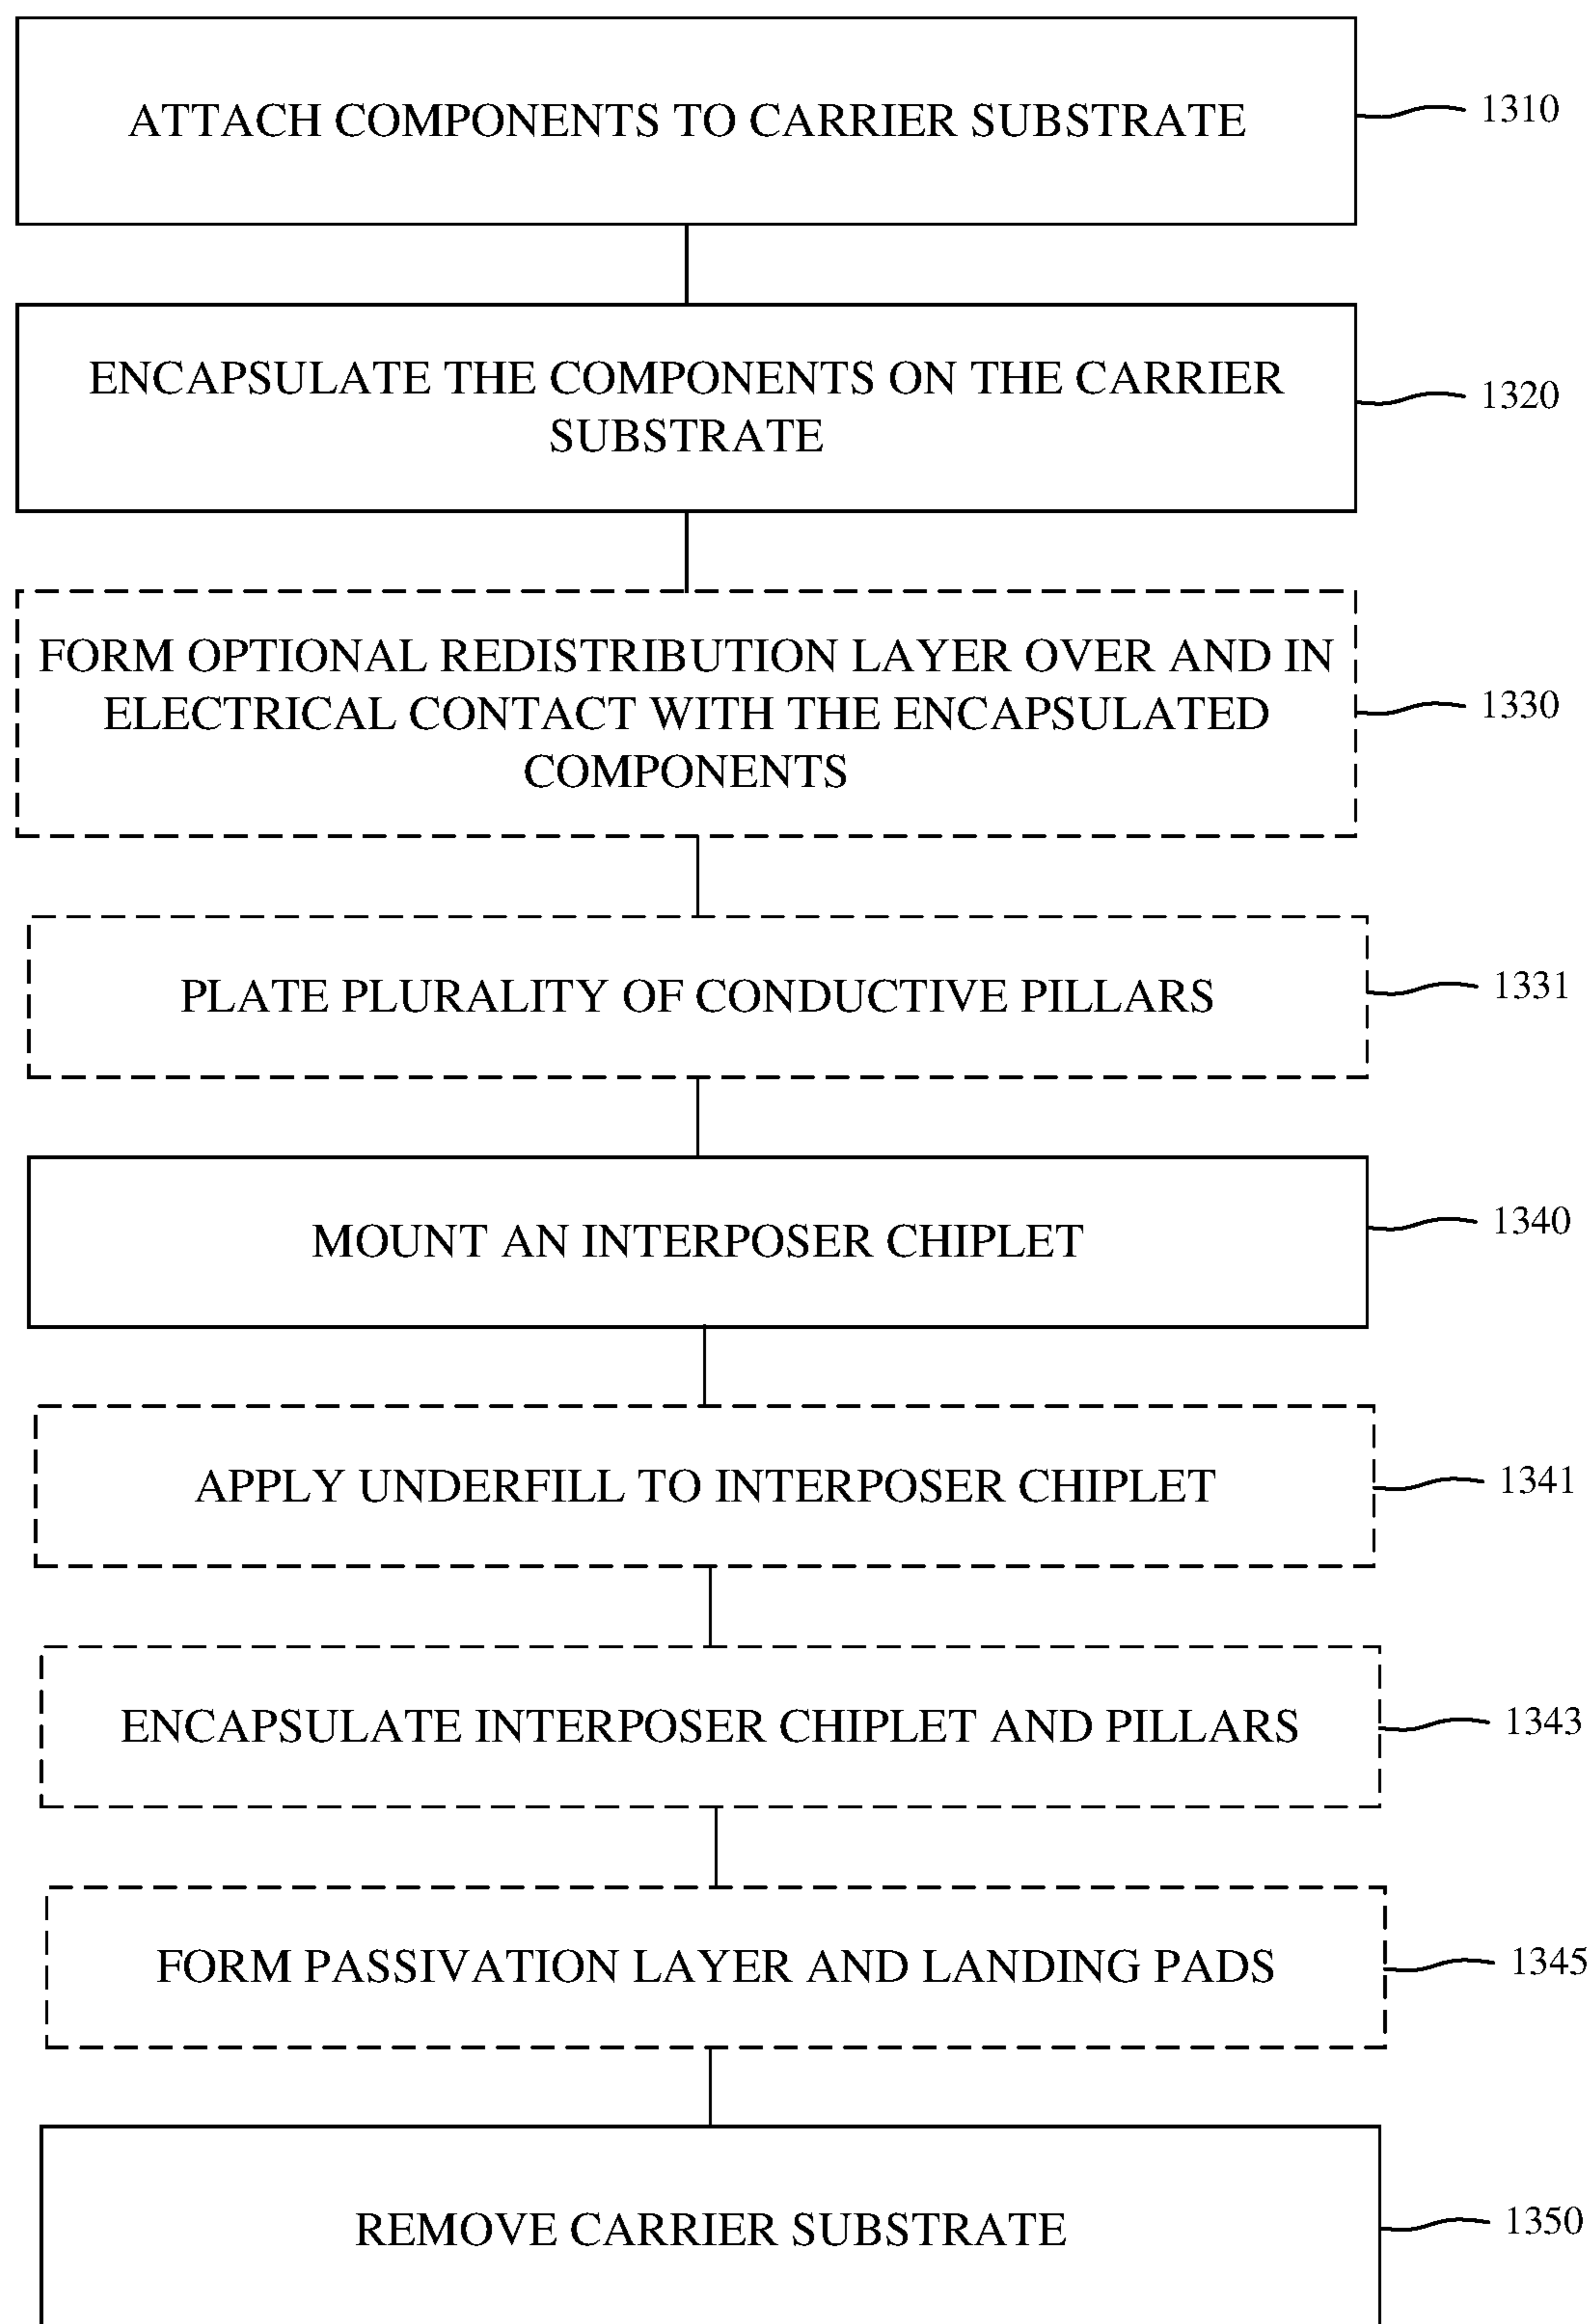 ATTACH COMPONENTS TO CARRIER SUBSTRATE
1310
ENCAPSULATE THE COMPONENTS ON THE CARRIER
SUBSTRATE
1320
FORM OPTIONAL REDISTRIBUTION LAYER OVER AND IN
ELECTRICAL CONTACT WITH THE ENCAPSULATED
COMPONENTS
1330
PLATE PLURALITY OF CONDUCTIVE PILLARS
1331
MOUNT AN INTERPOSER CHIPLET
1340
APPLY UNDERFILL TO INTERPOSER CHIPLET
1341
ENCAPSULATE INTERPOSER CHIPLET AND PILLARS
1343
FORM PASSIVATION LAYER AND LANDING PADS
1345
REMOVE CARRIER SUBSTRATE
1350